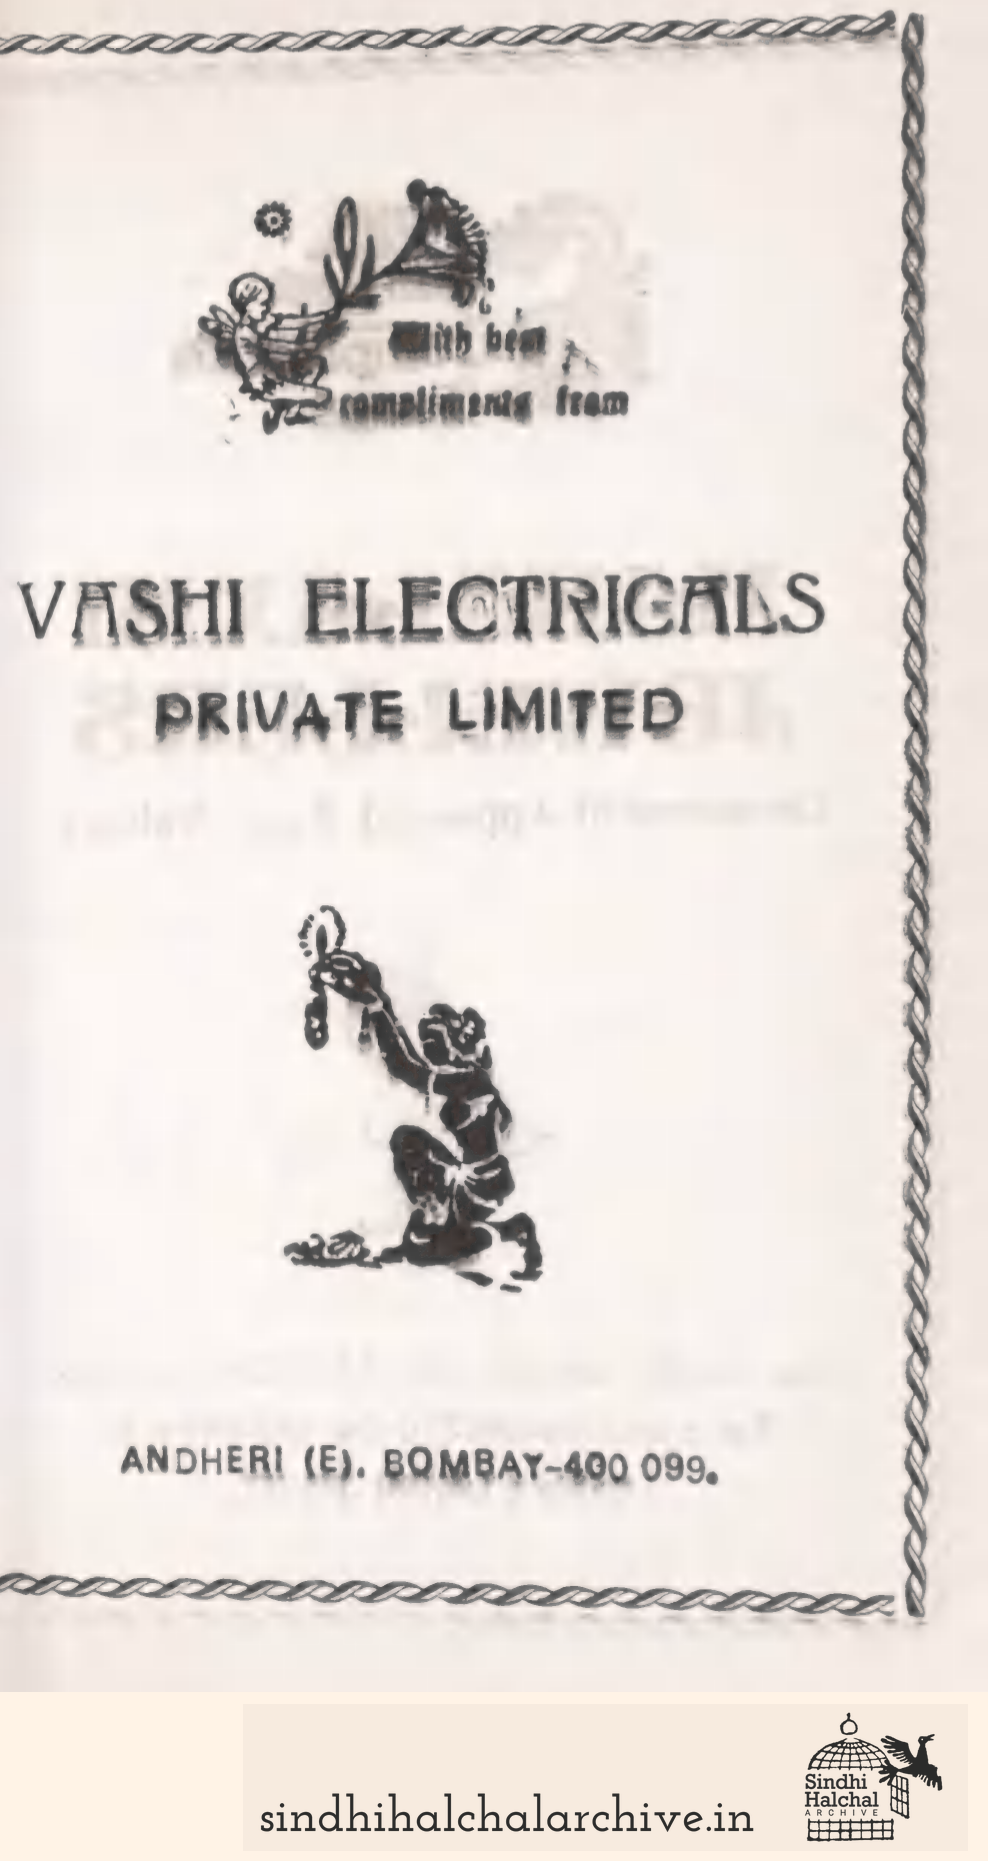 With best
compliments from
VASHI ELECTRICALS
PRIVATE LIMITED
ANDHERI (E). BOMBAY-400 099.
sindhihalchalarchive.in
Sindhi
Halchal
ARCHIVE